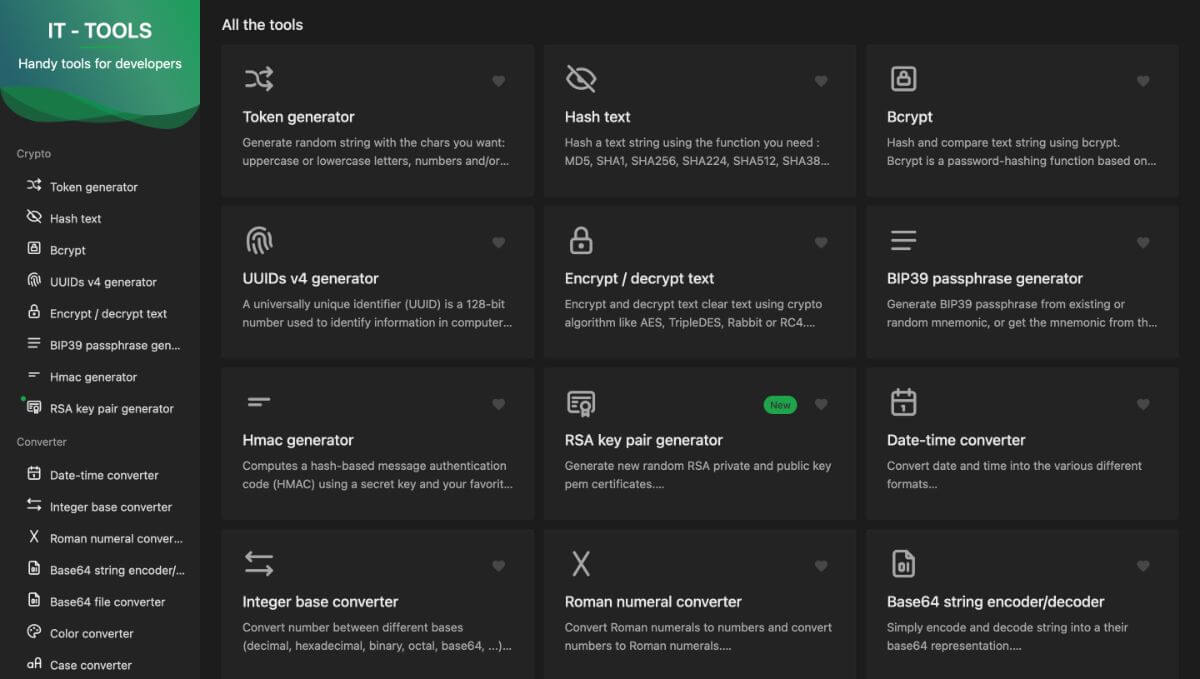 IT - TOOLS
Handy tools for developers
Crypto
Token generator
Hash text
Bcrypt
UUIDs v4 generator
Encrypt / decrypt text
BIP39 passphrase gen...
Hmac generator
RSA key pair generator
Converter
Date-time converter
Integer base converter
Roman numeral conver...
Base64 string encoder/...
Base64 file converter
Color converter
Case converter
All the tools
Token generator
Generate random string with the chars you want:
uppercase or lowercase letters, numbers and/or...
Hash text
Hash a text string using the function you need :
MD5, SHA1, SHA256, SHA224, SHA512, SHA38...
Bcrypt
Hash and compare text string using bcrypt.
Bcrypt is a password-hashing function based on...
UUIDs v4 generator
A universally unique identifier (UUID) is a 128-bit
number used to identify information in computer...
Encrypt / decrypt text
Encrypt and decrypt text clear text using crypto
algorithm like AES, TripleDES, Rabbit or RC4....
BIP39 passphrase generator
Generate BIP39 passphrase from existing or
random mnemonic, or get the mnemonic from th...
Hmac generator
Computes a hash-based message authentication
code (HMAC) using a secret key and your favorit...
New
RSA key pair generator
Generate new random RSA private and public key
pem certificates....
Date-time converter
Convert date and time into the various different
formats...
Integer base converter
Convert number between different bases
(decimal, hexadecimal, binary, octal, base64, ...)...
Roman numeral converter
Convert Roman numerals to numbers and convert
numbers to Roman numerals....
Base64 string encoder/decoder
Simply encode and decode string into a their
base64 representation....